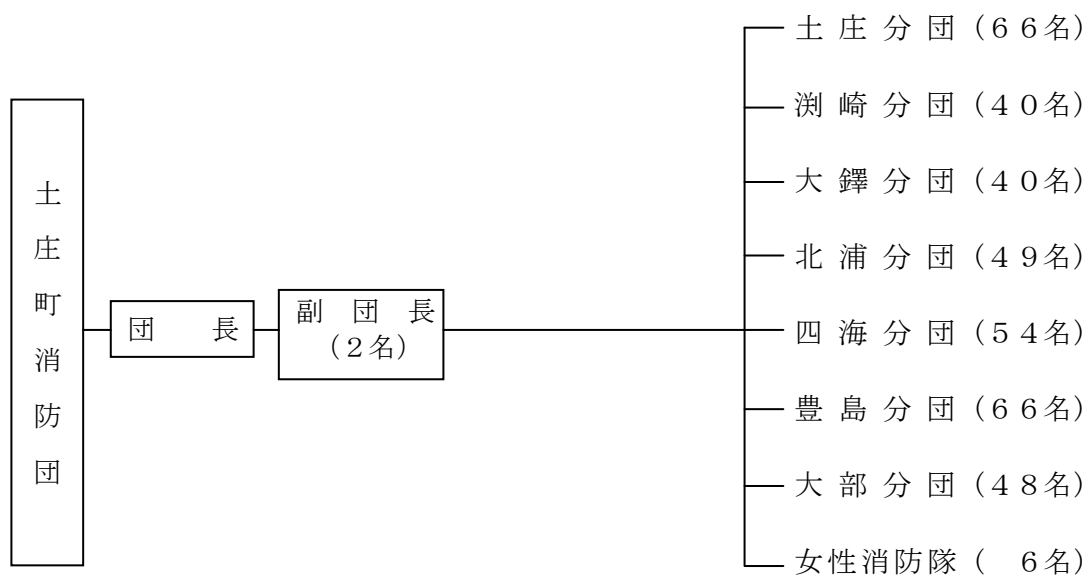 土庄町消防団
団　　長
副　団　長
（２名）
土 庄 分 団（６６名）
渕 崎 分 団（４０名）
大 鐸 分 団（４０名）
北 浦 分 団（４９名）
四 海 分 団（５４名）
豊 島 分 団（６６名）
大 部 分 団（４８名）
女性消防隊（　６名）